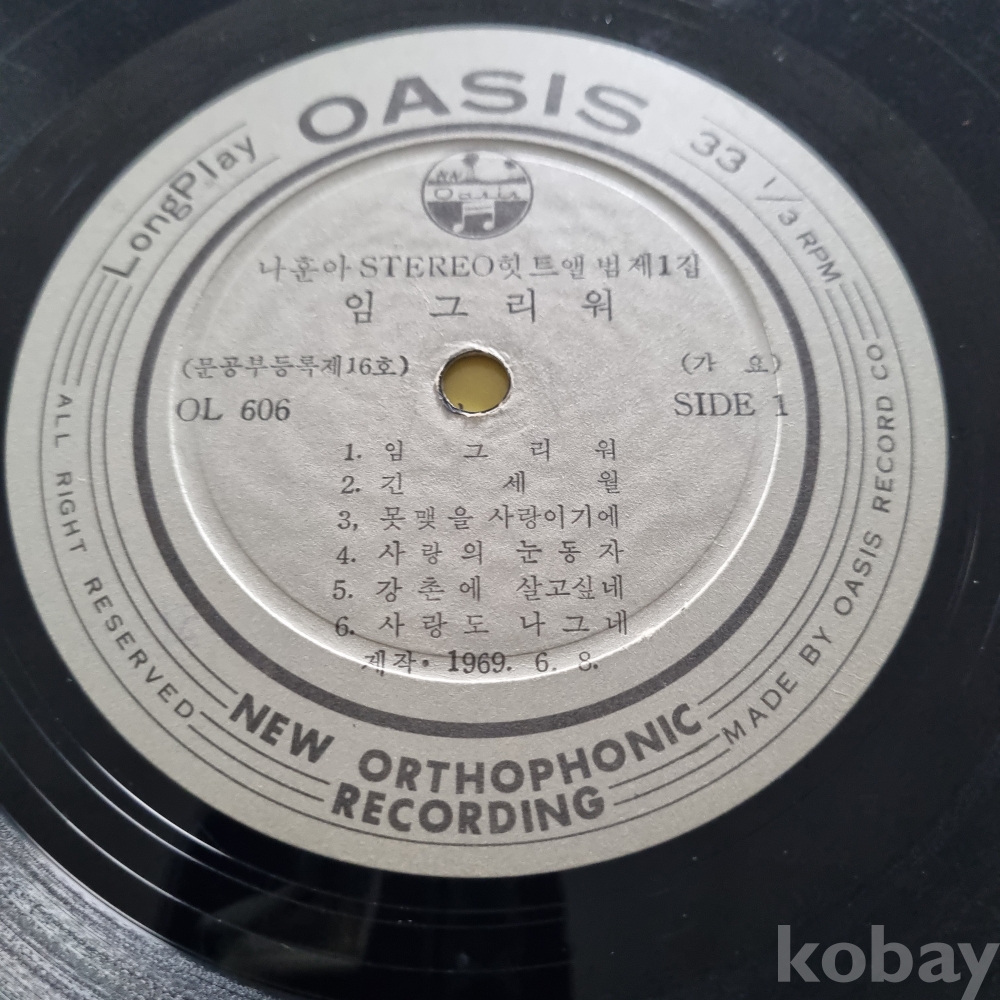 OASIS
LongPlay
33 1/3 RPM
Oasis
나훈아 STEREO힛트앨범제1집
임그리워
(문공부등록제16호)
(가요)
OL 606
SIDE 1
1. 임그리워
2. 긴세월
3, 못맺을 사랑이기에
4. 사랑의 눈동자
5. 강촌에 살고싶네
6. 사랑도 나그네
제작· 1969. 6. 8.
ALL RIGHT RESERVED
NEW ORTHOPHONIC
RECORDING
MADE BY OASIS RECORD CO
kobay